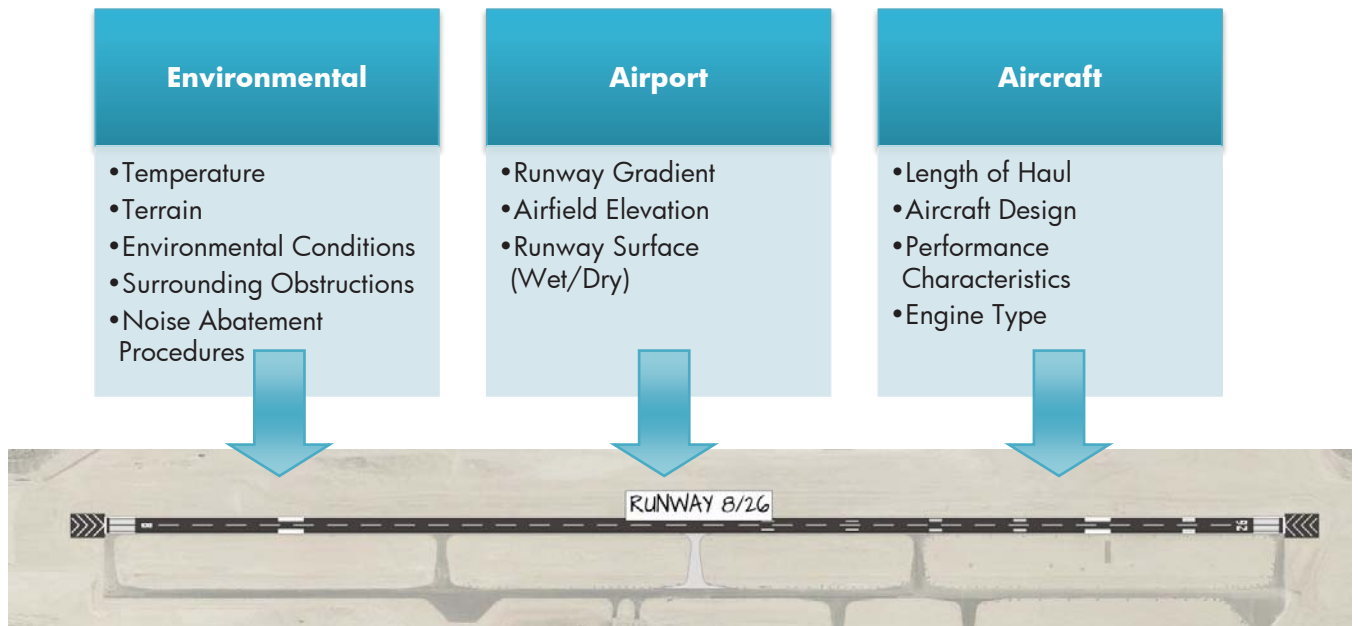 Environmental
•Temperature
•Terrain
•Environmental Conditions
•Surrounding Obstructions
•Noise Abatement
Procedures
Airport
•Runway Gradient
•Airfield Elevation
•Runway Surface
(Wet/Dry)
Aircraft
•Length of Haul
•Aircraft Design
•Performance
Characteristics
•Engine Type
RUNWAY 8/26
26